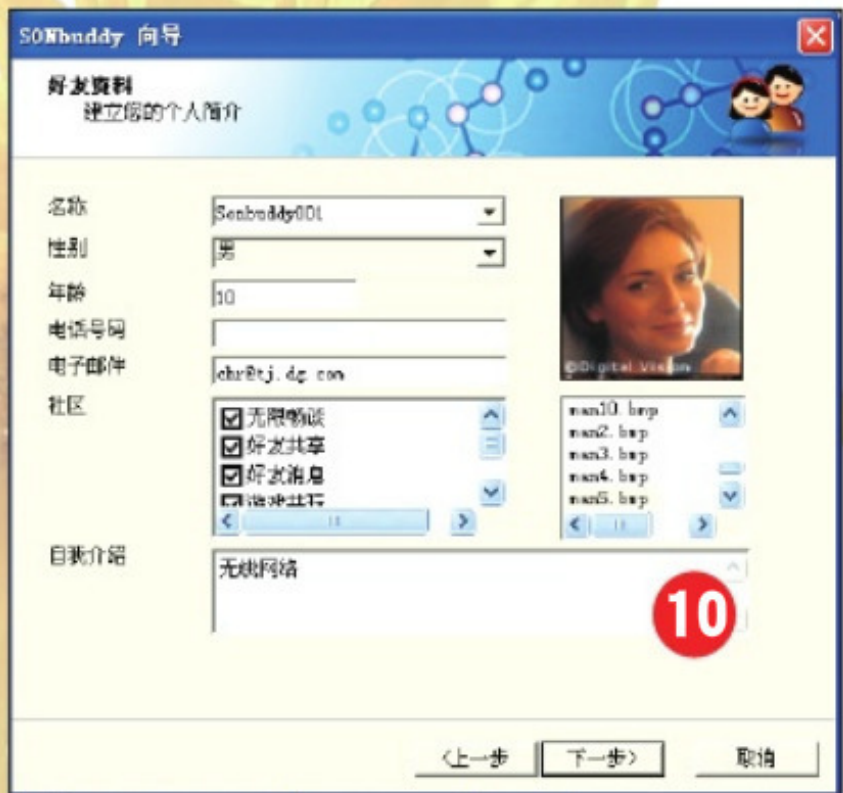 SONbuddy 向导
好友资料
建立您的个人简介
名称 Sonbuddy001
性别 男
年龄 10
电话号码
电子邮件 chr@tj.dg.com
社区
无限畅谈
好友共享
好友消息
游戏共玩
©Digital Vision
man10.bmp
man2.bmp
man3.bmp
man4.bmp
man5.bmp
自我介绍 无线网络
10
<上一步 下一步> 取消